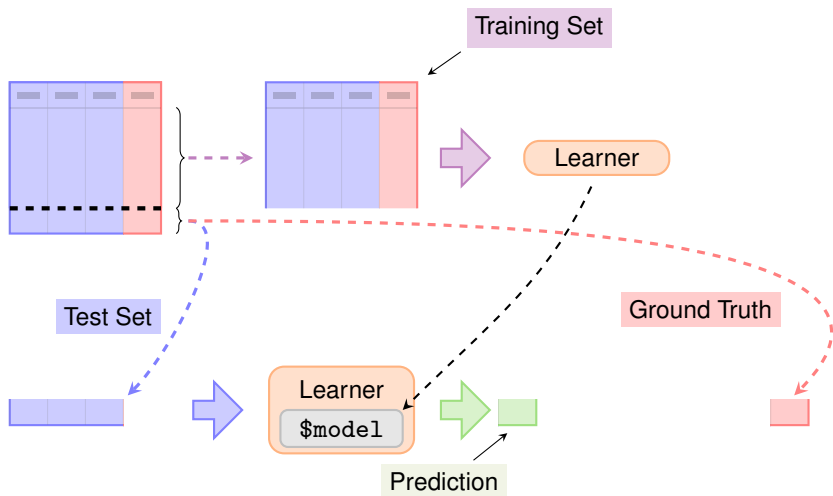 Training Set
Learner
Test Set
Ground Truth
Learner
$model
Prediction